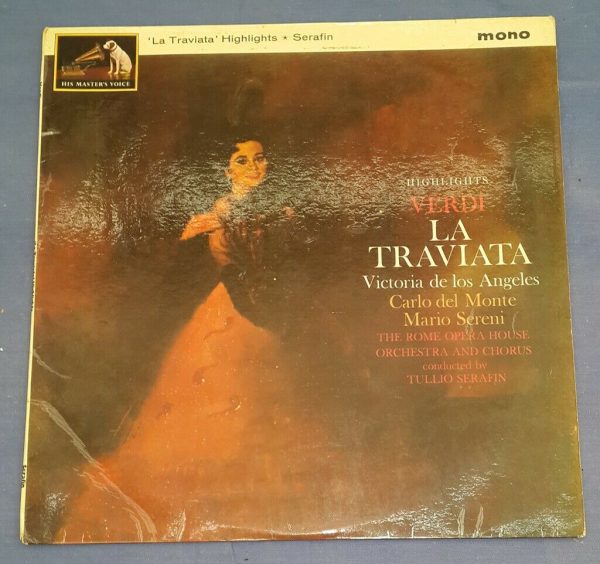 'La Traviata' Highlights ★ Serafin
mono
HIS MASTER'S VOICE
HIGHLIGHTS
VERDI
LA
TRAVIATA
Victoria de los Angeles
Carlo del Monte
Mario Sereni
THE ROME OPERA HOUSE
ORCHESTRA AND CHORUS
conducted by
TULLIO SERAFIN